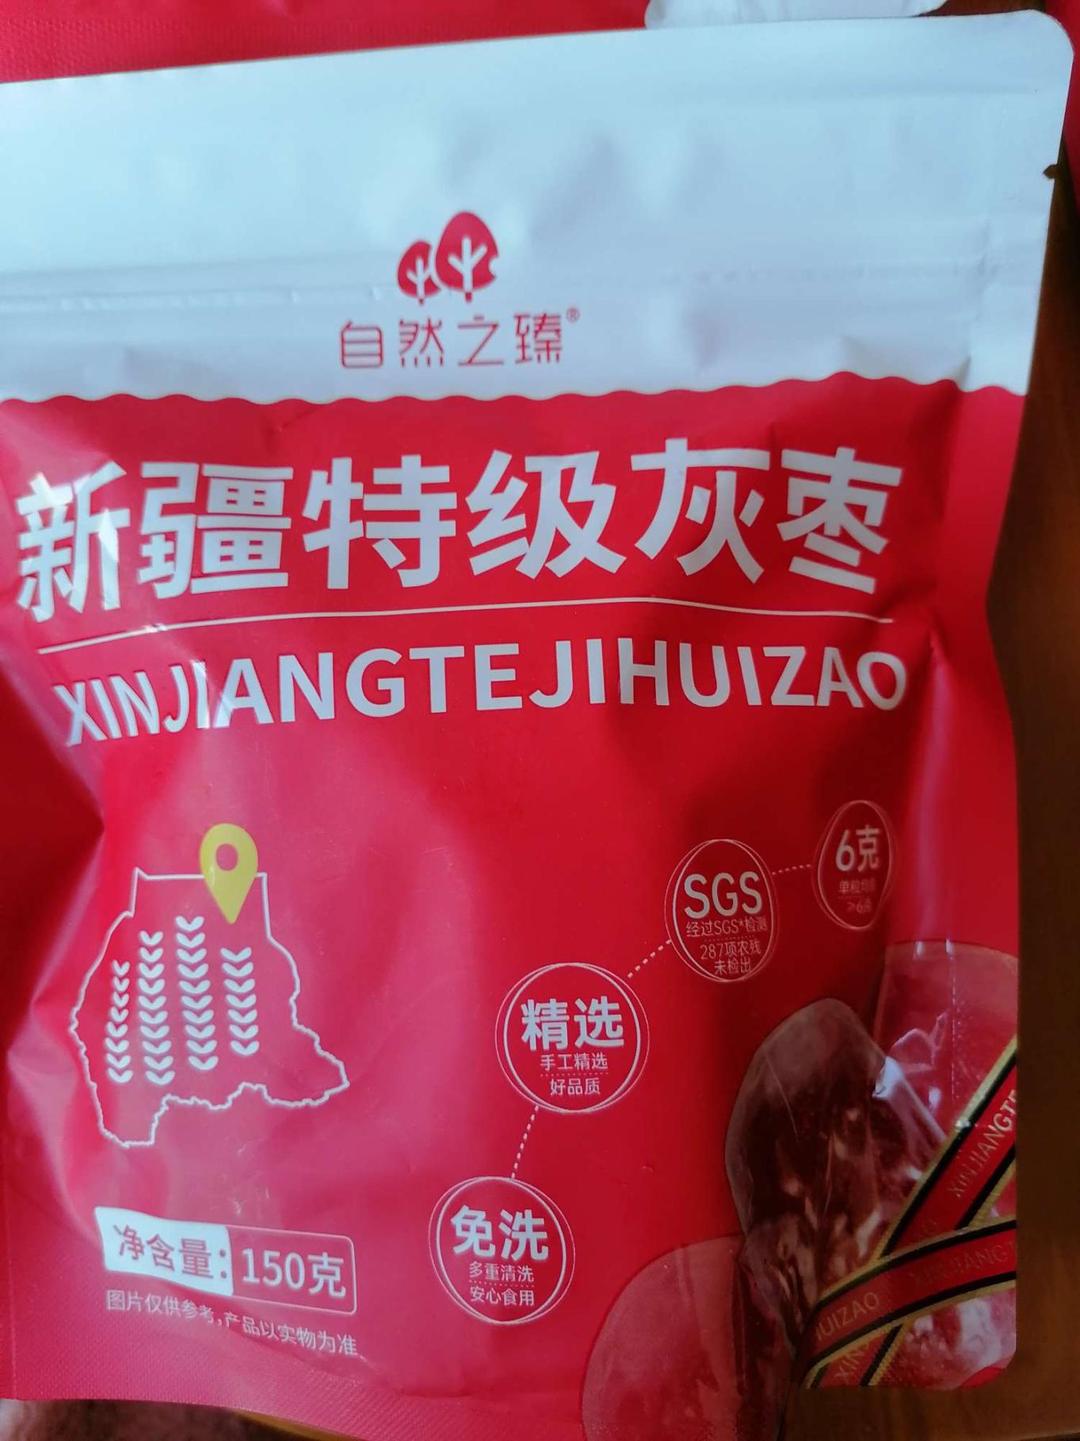 自然之臻®
新疆特级灰枣
XINJIANGTEJIHUIZAO
6克
SGS
经过SGS*检测
287项农残
未检出
精选
手工精选
好品质
免洗
多重清洗
安心食用
净含量：150克
图片仅供参考，产品以实物为准
XINJIANGTE
XINJIANGT